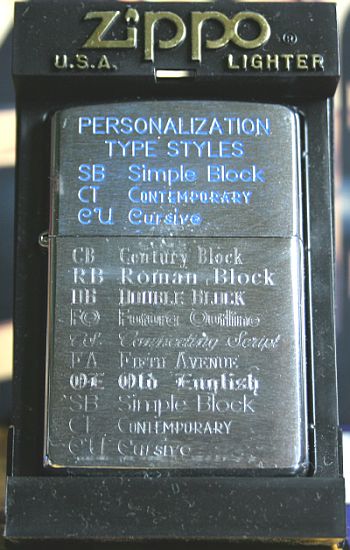 zippo ®
U.S.A. LIGHTER
PERSONALIZATION
TYPE STYLES
SB Simple Block
CT CONTEMPORARY
CU Cursive
CB Century Block
RB Roman Block
DB DOUBLE BLOCK
FO Futura Outline
CS Connecting Script
FA FIFTH AVENUE
OE Old English
SB Simple Block
CT CONTEMPORARY
CU Cursive